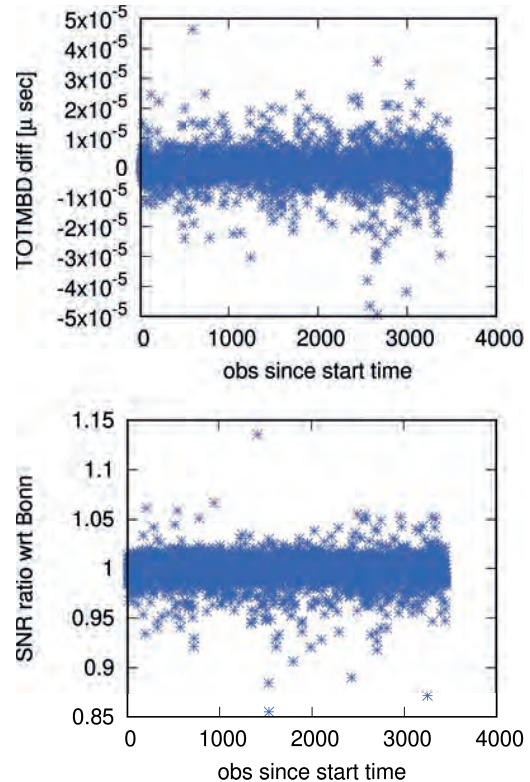 5x10⁻⁵
4x10⁻⁵
3x10⁻⁵
2x10⁻⁵
1x10⁻⁵
0
-1x10⁻⁵
-2x10⁻⁵
-3x10⁻⁵
-4x10⁻⁵
-5x10⁻⁵
TOTMBD diff [μ sec]
0 1000 2000 3000 4000
obs since start time
1.15
1.1
1.05
1
0.95
0.9
0.85
SNR ratio wrt Bonn
0 1000 2000 3000 4000
obs since start time